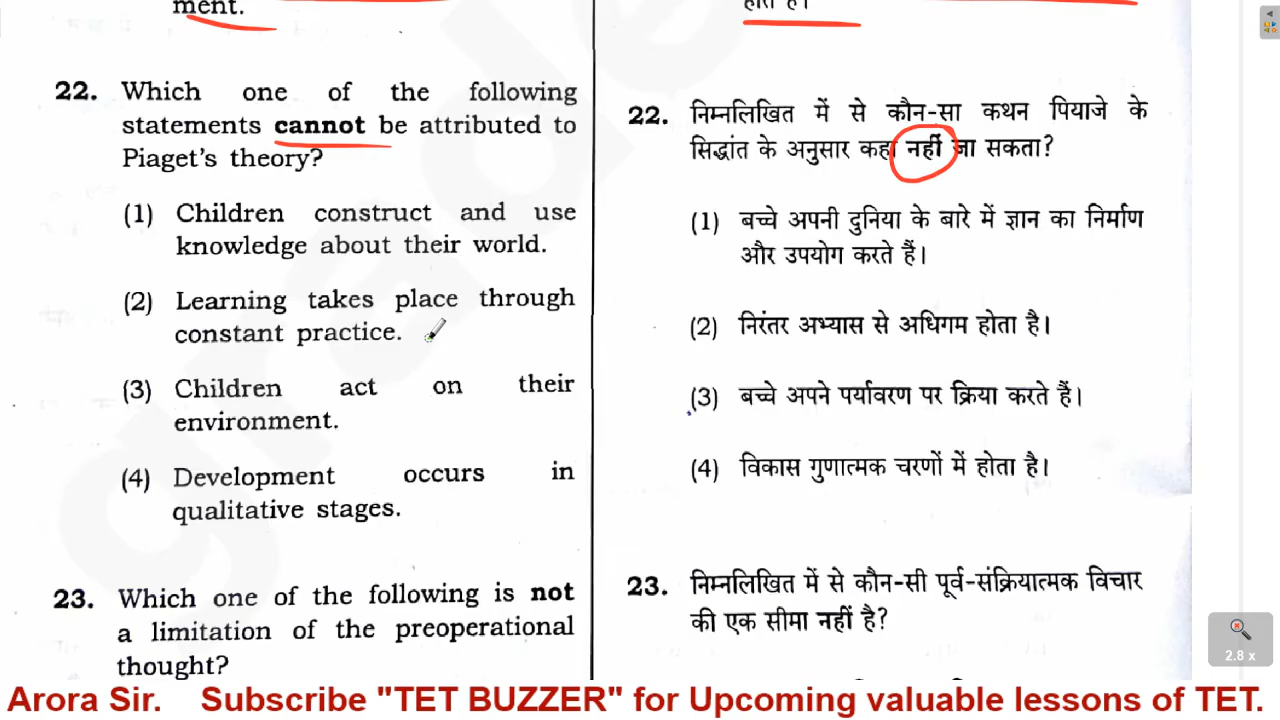 ment.
22. Which one of the following
statements cannot be attributed to
Piaget's theory?
(1) Children construct and use
knowledge about their world.
(2) Learning takes place through
constant practice.
(3) Children act on their
environment.
(4) Development occurs in
qualitative stages.
23. Which one of the following is not
a limitation of the preoperational
thought?
होते हैं।
22. निम्नलिखित में से कौन-सा कथन पियाजे के
सिद्धांत के अनुसार कहा नहीं जा सकता?
(1) बच्चे अपनी दुनिया के बारे में ज्ञान का निर्माण
और उपयोग करते हैं।
(2) निरंतर अभ्यास से अधिगम होता है।
(3) बच्चे अपने पर्यावरण पर क्रिया करते हैं।
(4) विकास गुणात्मक चरणों में होता है।
23. निम्नलिखित में से कौन-सी पूर्व-संक्रियात्मक विचार
की एक सीमा नहीं है?
2.8 x
Arora Sir. Subscribe "TET BUZZER" for Upcoming valuable lessons of TET.